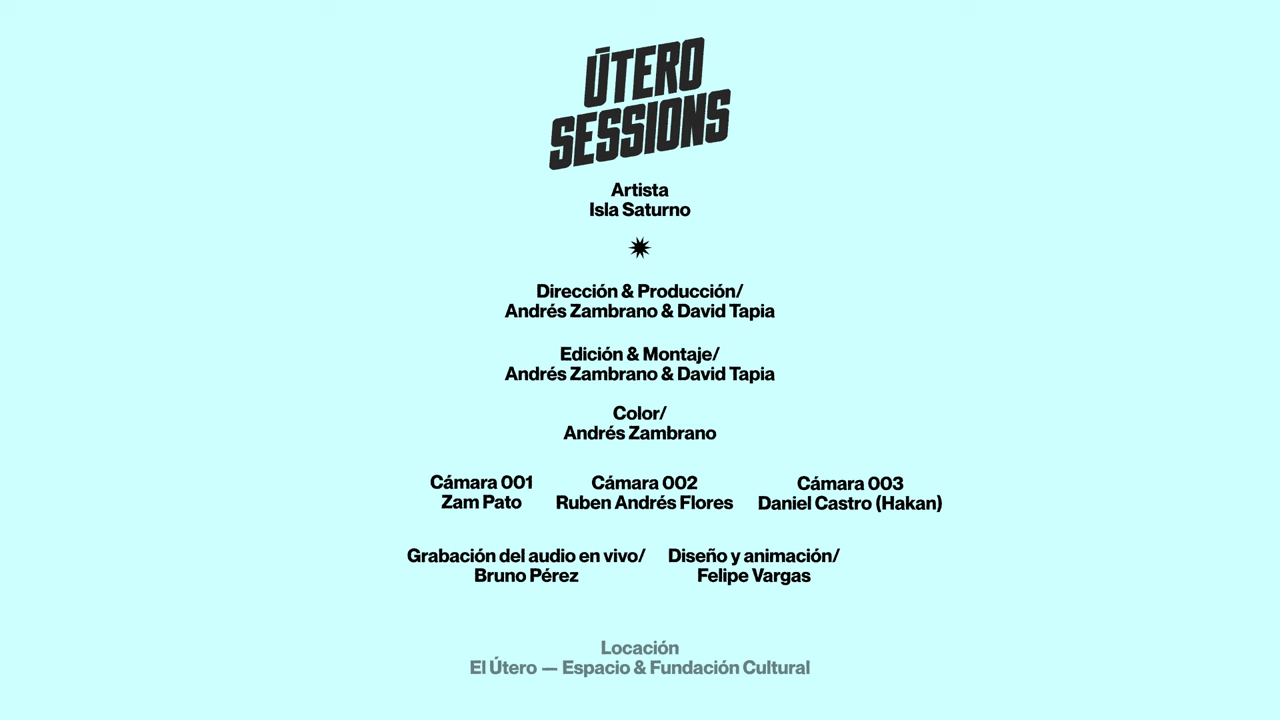 ÚTERO
SESSIONS
Artista
Isla Saturno
Dirección & Producción/
Andrés Zambrano & David Tapia
Edición & Montaje/
Andrés Zambrano & David Tapia
Color/
Andrés Zambrano
Cámara 001
Zam Pato
Cámara 002
Ruben Andrés Flores
Cámara 003
Daniel Castro (Hakan)
Grabación del audio en vivo/
Bruno Pérez
Diseño y animación/
Felipe Vargas
Locación
El Útero — Espacio & Fundación Cultural